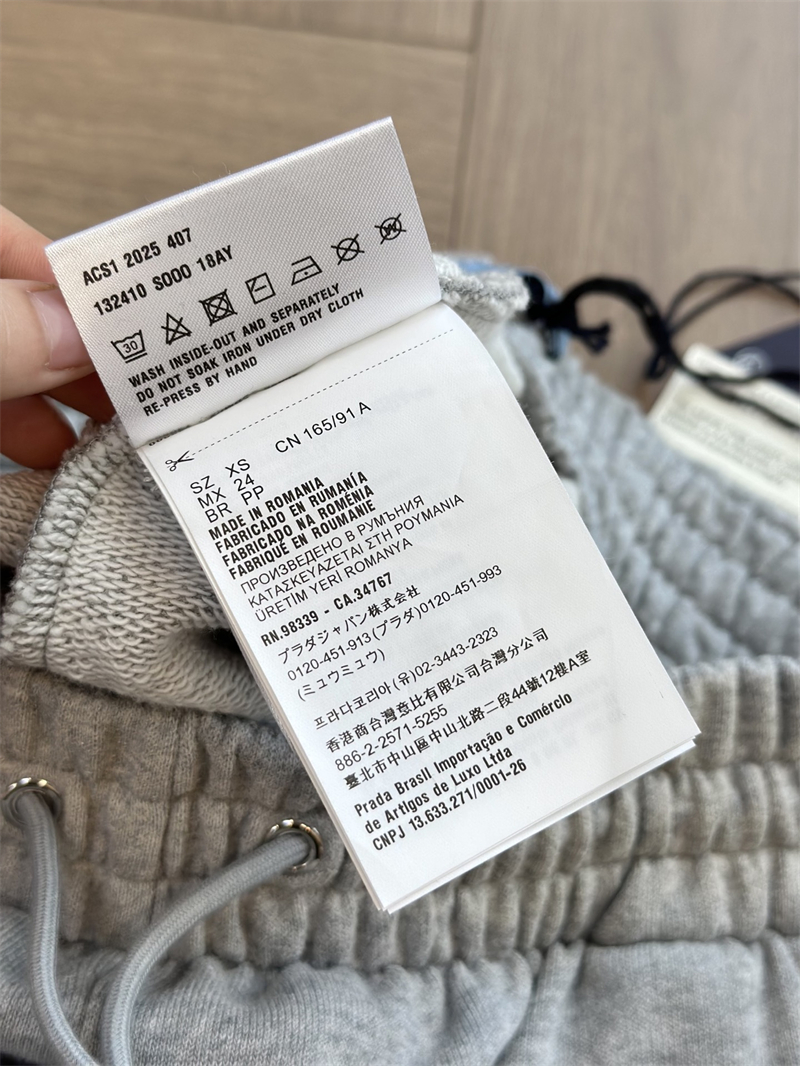 ACS1 2025 407
132410 S000 18AY
30
W
WASH INSIDE-OUT AND SEPARATELY
DO NOT SOAK IRON UNDER DRY CLOTH
RE-PRESS BY HAND
SZ XS CN 165/91 A
MX 24
BR PP
MADE IN ROMANIA
FABRICADO EN RUMANÍA
FABRICADO NA ROMÉNIA
FABRIQUÉ EN ROUMANIE
ПРОИЗВЕДЕНО В РУМЪНИЯ
ΚΑΤΑΣΚΕΥΑΖΕΤΑΙ ΣΤΗ ΡΟΥΜΑΝΙΑ
ÜRETİM YERİ ROMANYA
RN.98339 - CA.34767
プラダジャパン株式会社
0120-451-913(プラダ)0120-451-993
(ミュウミュウ)
프라다코리아(유)02-3443-2323
香港商台灣意比有限公司台灣分公司
886-2-2571-5255
臺北市中山區中山北路二段44號12樓A室
Prada Brasil Importação e Comércio
de Artigos de Luxo Ltda
CNPJ 13.633.271/0001-26